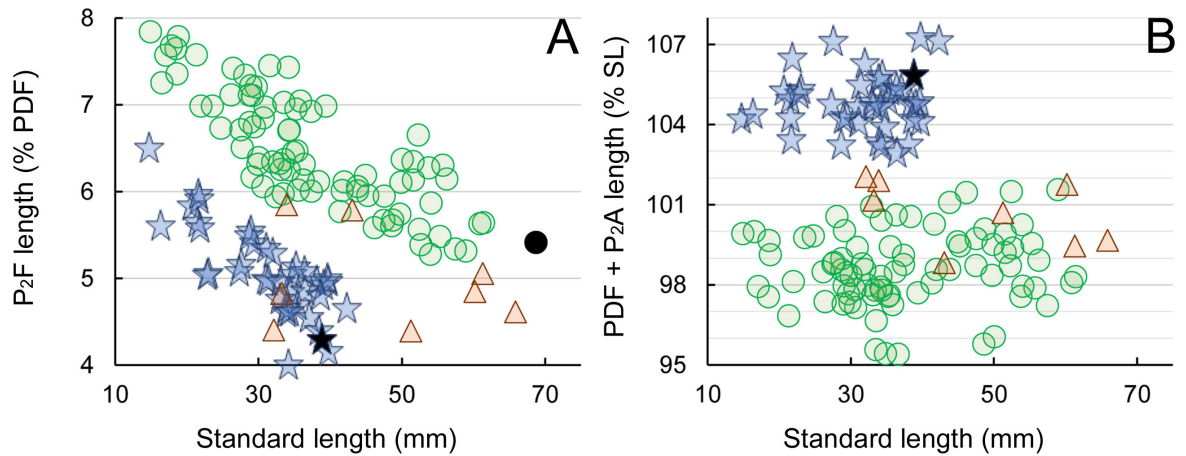 A
P2F length (% PDF)
8
7
6
5
4
10 30 50 70
Standard length (mm)
B
PDF + P2A length (% SL)
107
104
101
98
95
10 30 50 70
Standard length (mm)